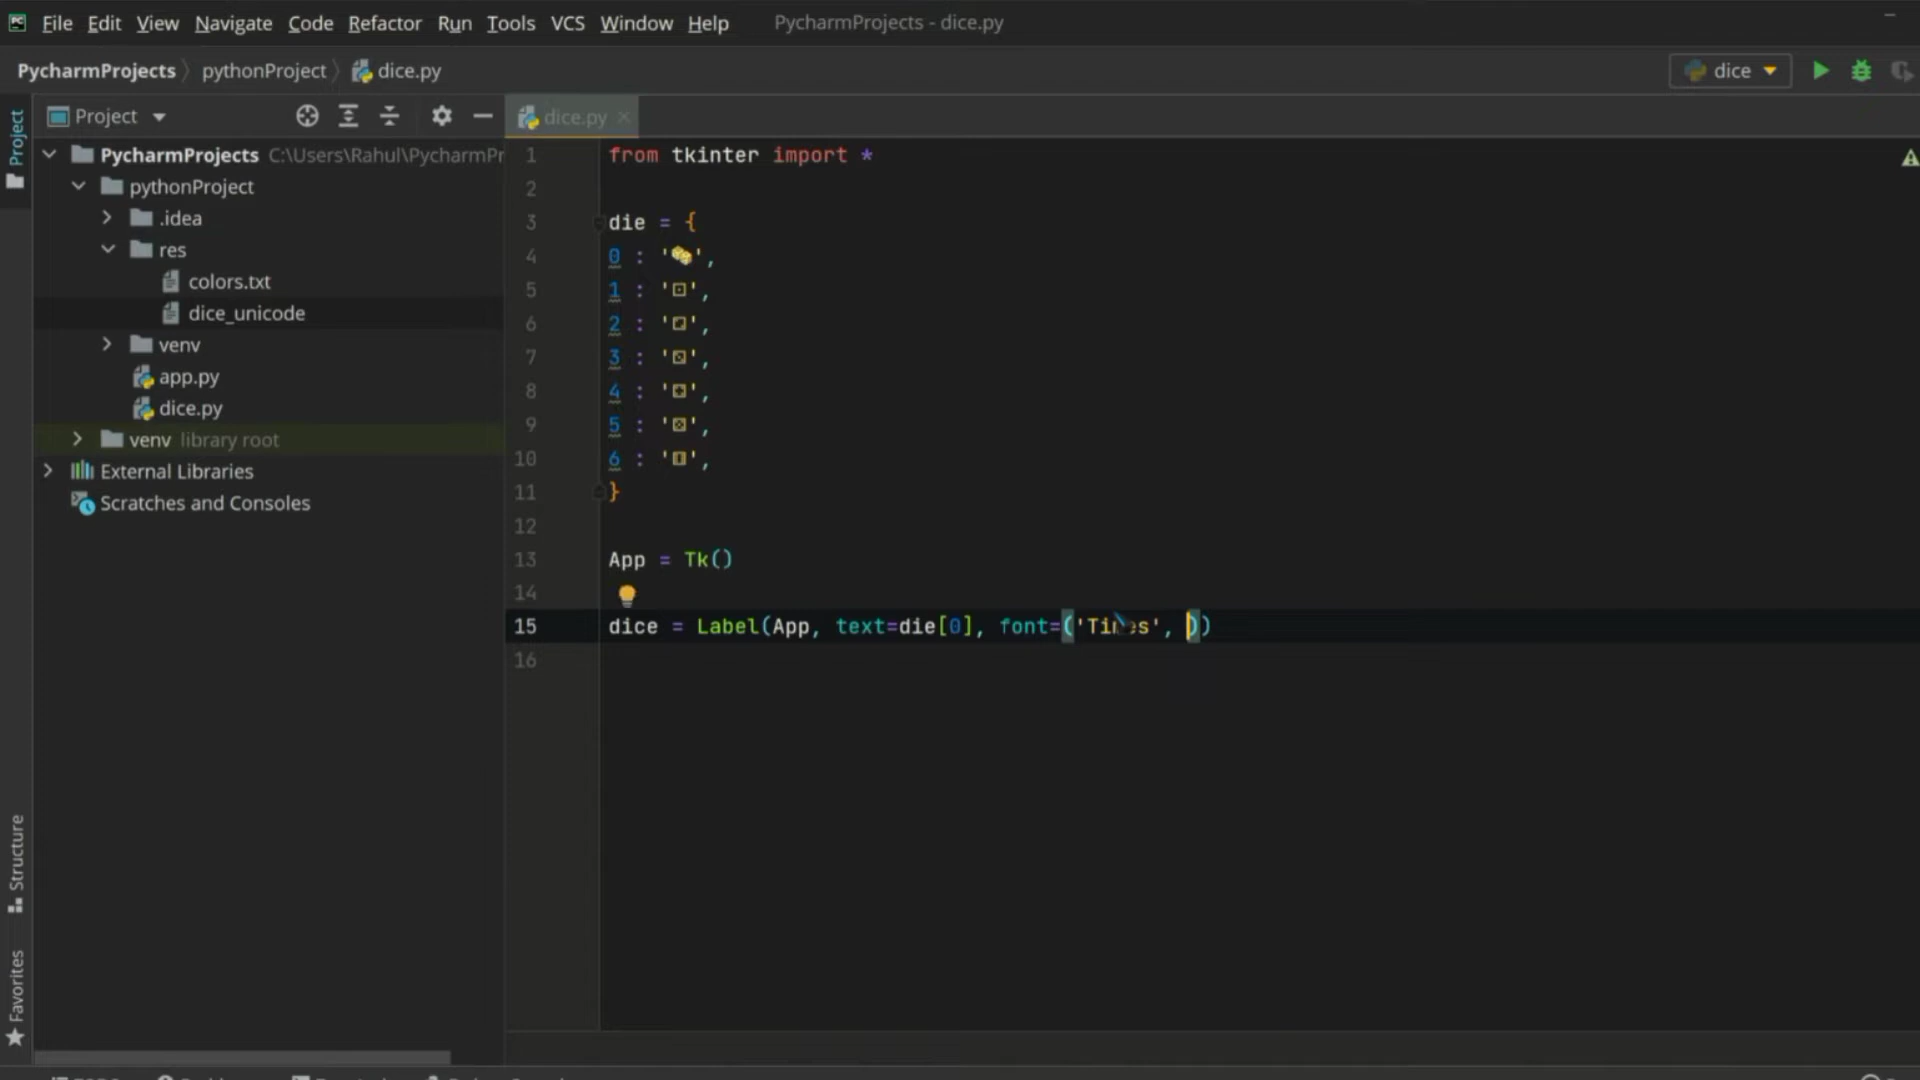 File Edit View Navigate Code Refactor Run Tools VCS Window Help PycharmProjects - dice.py
PycharmProjects pythonProject dice.py
dice
Project
Project
dice.py
PycharmProjects C:\Users\Rahul\PycharmPr
pythonProject
.idea
res
colors.txt
dice_unicode
venv
app.py
dice.py
venv library root
External Libraries
Scratches and Consoles
Structure
Favorites
1 from tkinter import *
2
3 die = {
4 0 : '🎲',
5 1 : '⚀',
6 2 : '⚁',
7 3 : '⚂',
8 4 : '⚃',
9 5 : '⚄',
10 6 : '⚅',
11 }
12
13 App = Tk()
14
15 dice = Label(App, text=die[0], font=('Times', ))
16